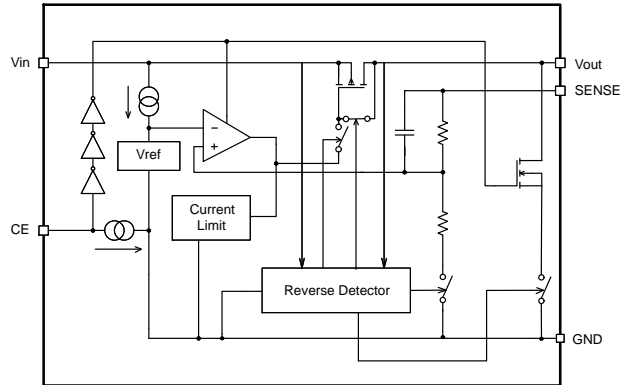 Vin
Vout
SENSE
−
+
Vref
Current
Limit
CE
Reverse Detector
GND